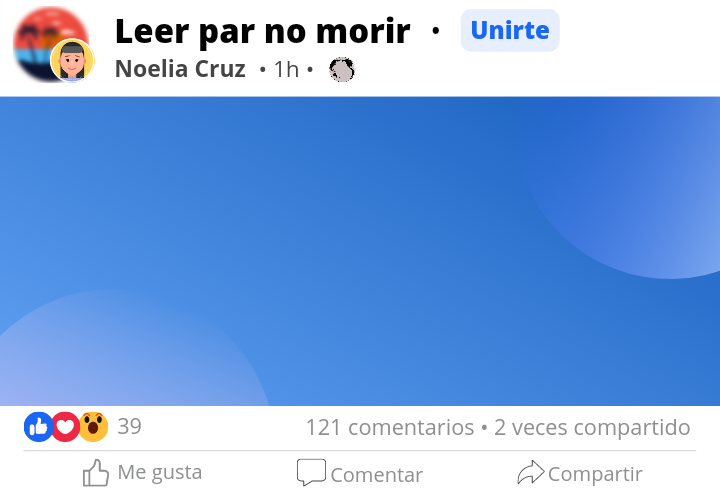 Leer par no morir • Unirte
Noelia Cruz • 1h •
39 121 comentarios • 2 veces compartido
Me gusta Comentar Compartir